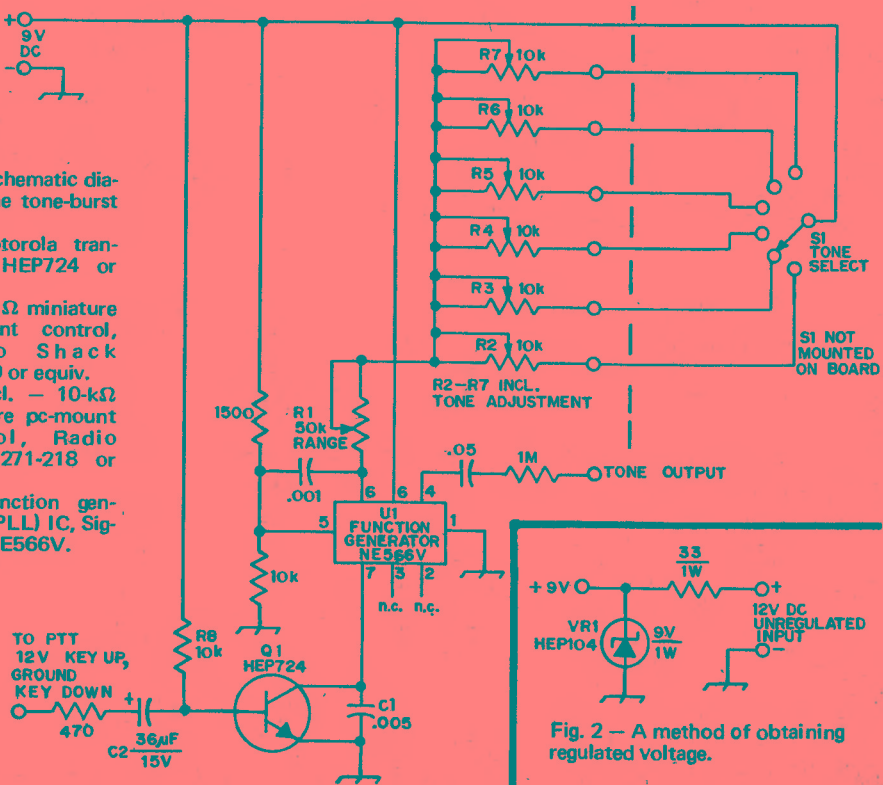 +
9V
DC
-
chematic dia-
e tone-burst
torola tran-
HEP724 or
Ω miniature
nt control,
o Shack
or equiv.
cl. — 10-kΩ
re pc-mount
ol, Radio
271-218 or
nction gen-
PLL) IC, Sig-
E566V.
R7 10k
R6 10k
R5 10k
R4 10k
R3 10k
R2 10k
R2-R7 INCL.
TONE ADJUSTMENT
S1
TONE
SELECT
S1 NOT
MOUNTED
ON BOARD
1500
R1
50k
RANGE
.001
.05
1M
TONE OUTPUT
6 6 4
5
1
U1
FUNCTION
GENERATOR
NE566V
7 3 2
n.c. n.c.
10k
R8
10k
TO PTT
12V KEY UP,
GROUND
KEY DOWN
470
+
C2 36µF
15V
Q1
HEP724
C1
.005
+9V
33
1W
+
12V DC
UNREGULATED
INPUT
-
VR1
HEP104
9V
1W
Fig. 2 — A method of obtaining
regulated voltage.